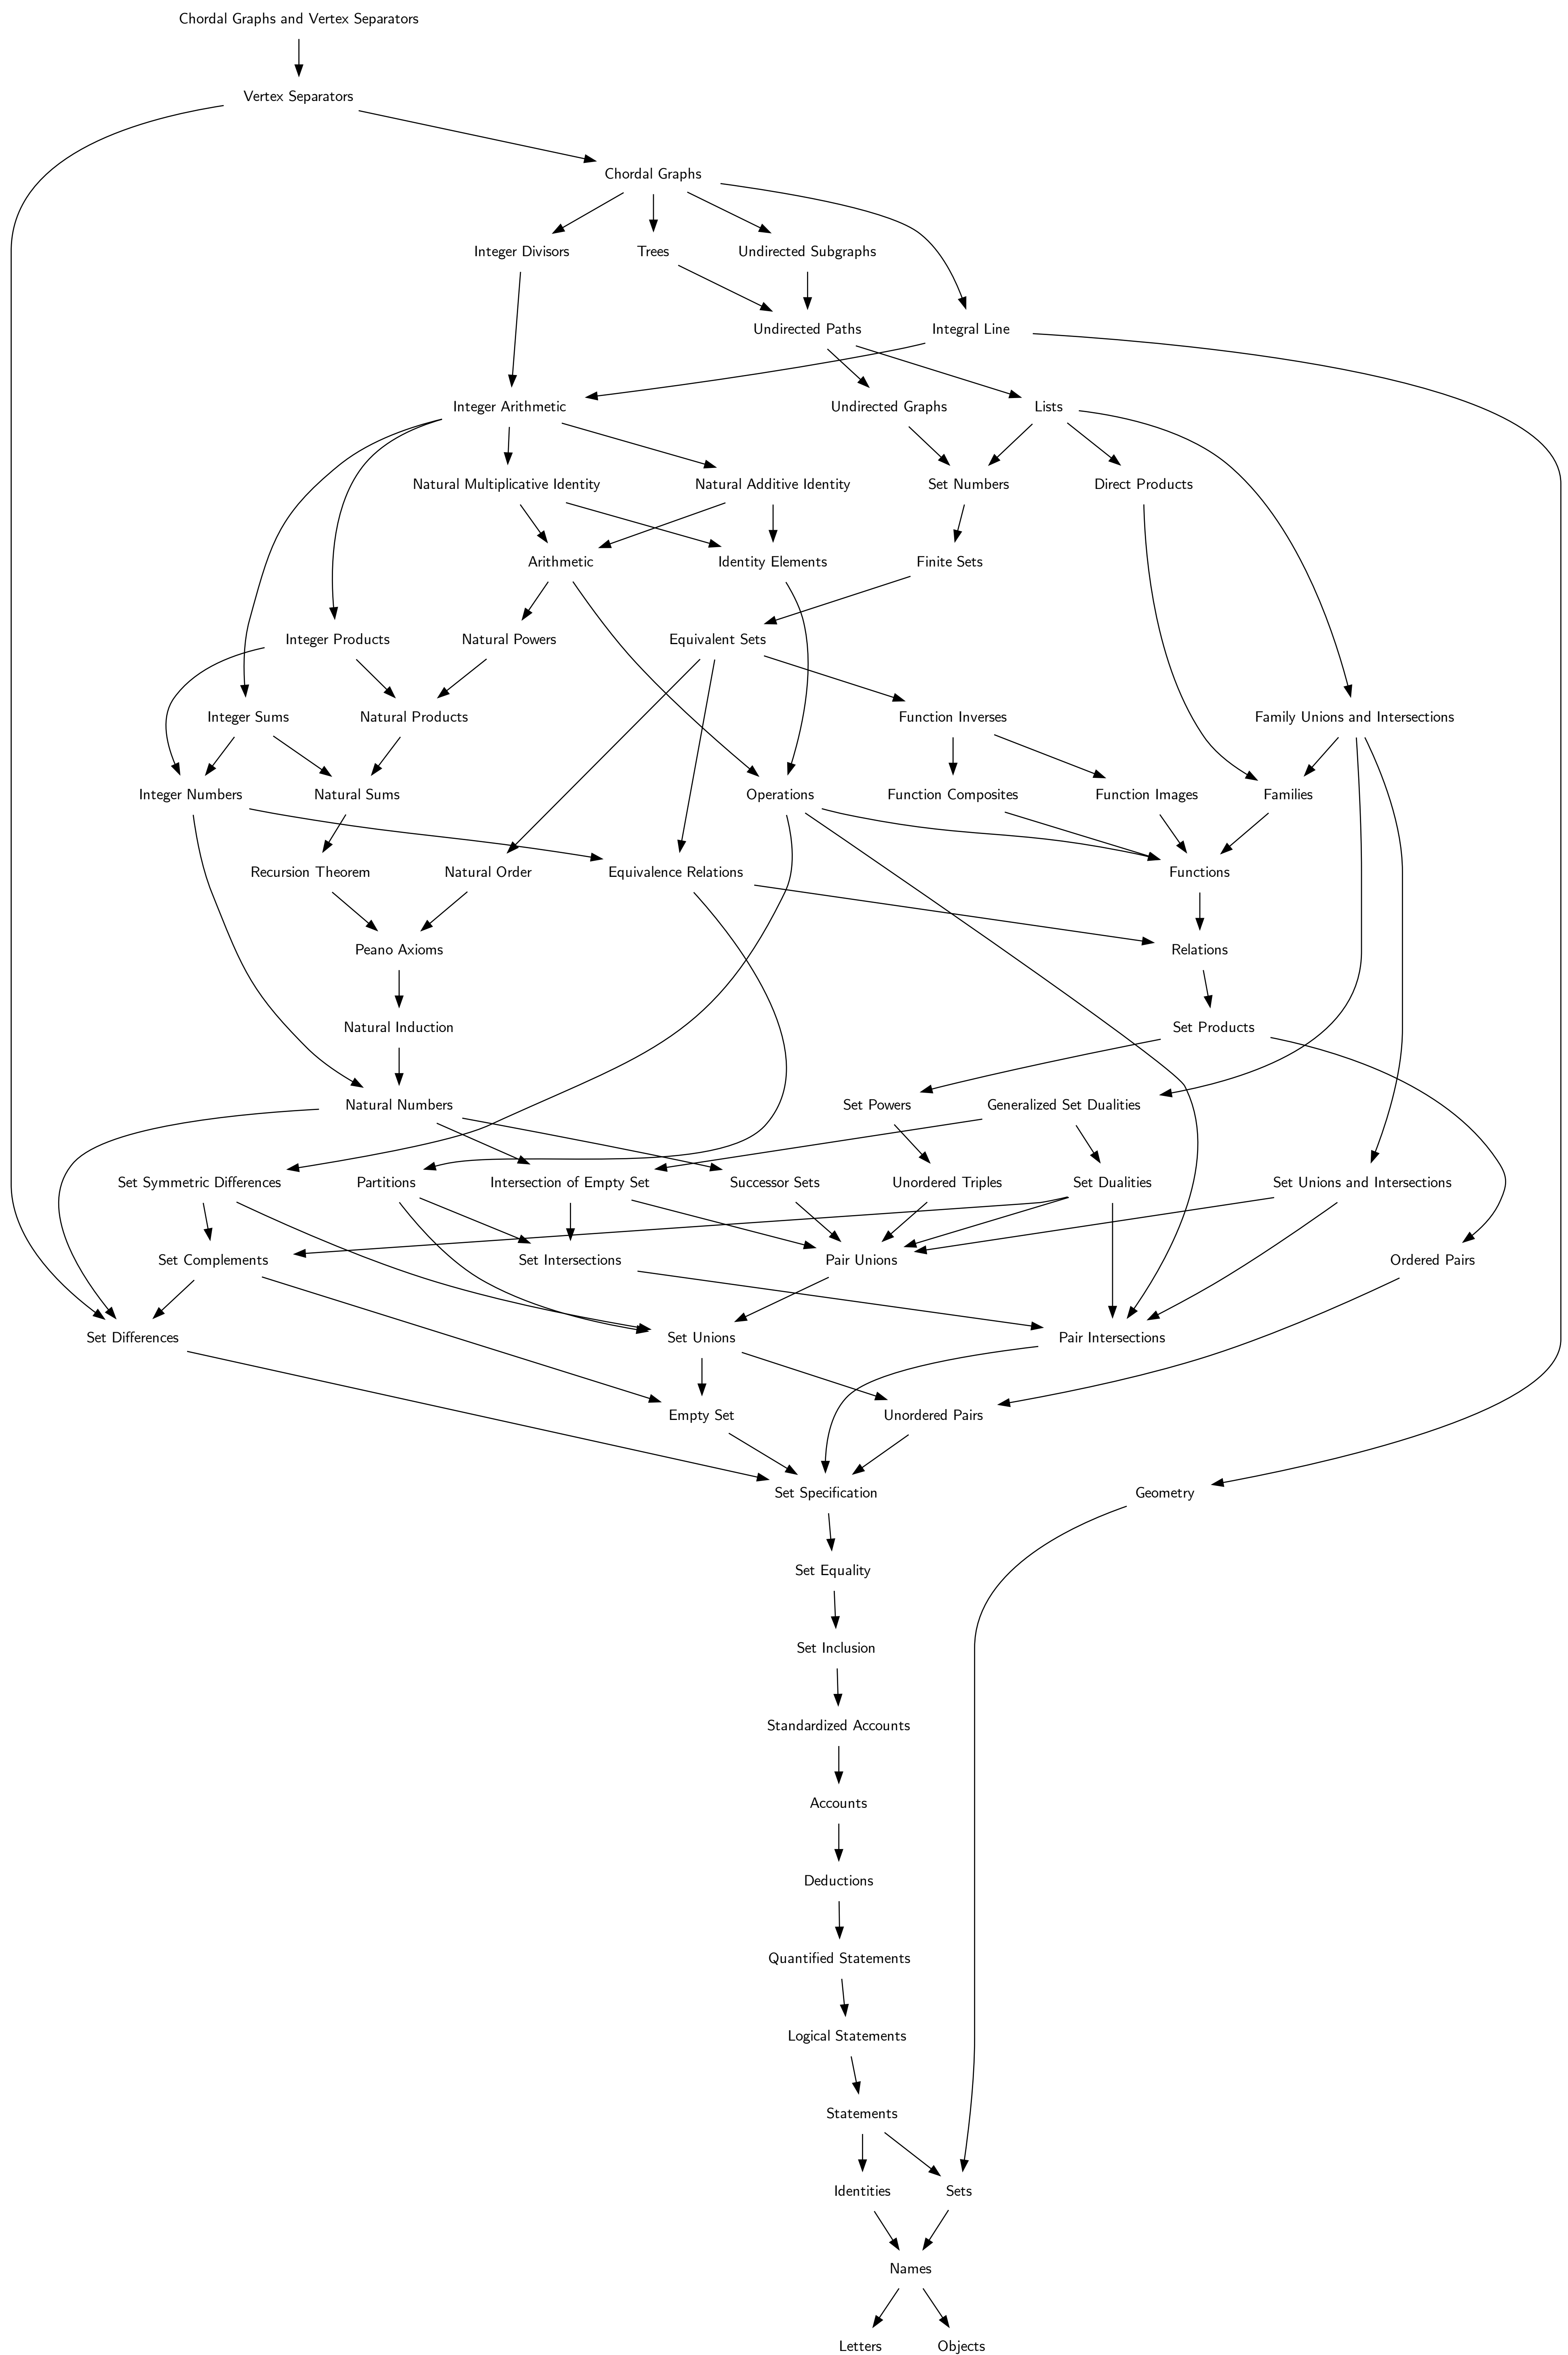 Chordal Graphs and Vertex Separators
Vertex Separators
Chordal Graphs
Integer Divisors
Trees
Undirected Subgraphs
Undirected Paths
Integral Line
Integer Arithmetic
Undirected Graphs
Lists
Natural Multiplicative Identity
Natural Additive Identity
Set Numbers
Direct Products
Arithmetic
Identity Elements
Finite Sets
Integer Products
Natural Powers
Equivalent Sets
Integer Sums
Natural Products
Function Inverses
Family Unions and Intersections
Integer Numbers
Natural Sums
Operations
Function Composites
Function Images
Families
Recursion Theorem
Natural Order
Equivalence Relations
Functions
Peano Axioms
Relations
Natural Induction
Set Products
Natural Numbers
Set Powers
Generalized Set Dualities
Set Symmetric Differences
Partitions
Intersection of Empty Set
Successor Sets
Unordered Triples
Set Dualities
Set Unions and Intersections
Set Complements
Set Intersections
Pair Unions
Ordered Pairs
Set Differences
Set Unions
Pair Intersections
Empty Set
Unordered Pairs
Set Specification
Geometry
Set Equality
Set Inclusion
Standardized Accounts
Accounts
Deductions
Quantified Statements
Logical Statements
Statements
Identities
Sets
Names
Letters
Objects